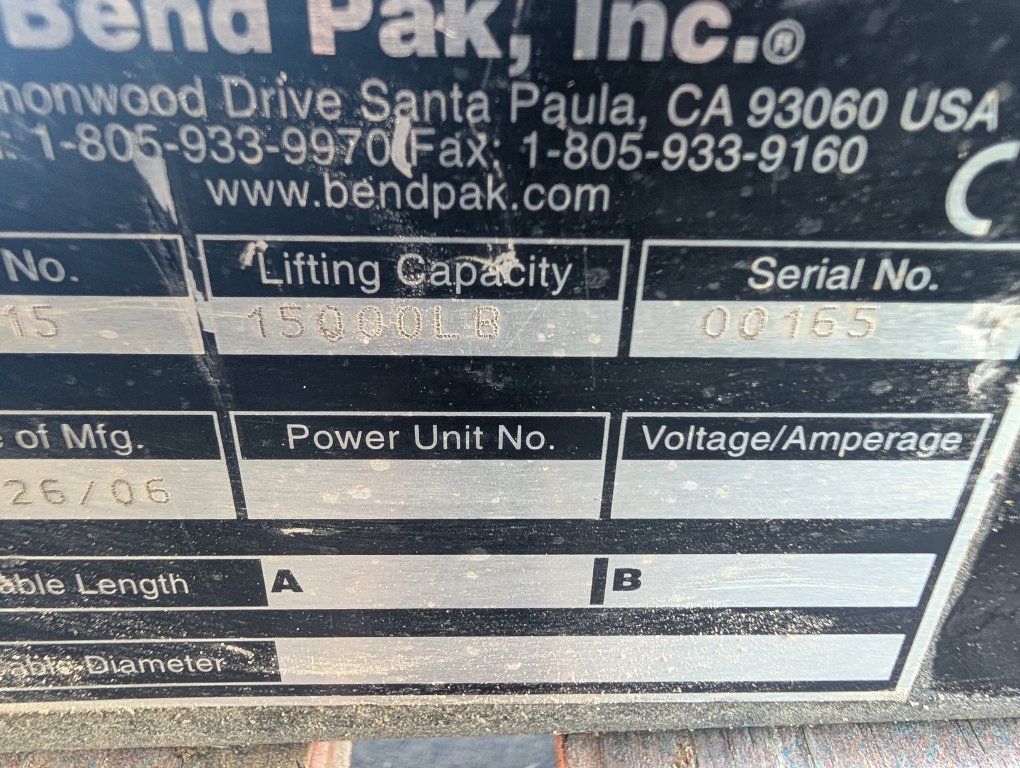 Bend Pak, Inc.®
Drive Santa Paula, CA 93060 USA
1-805-933-9970 Fax: 1-805-933-9160
www.bendpak.com
No. Lifting Capacity Serial No.
15 15000LB 00165
of Mfg. Power Unit No. Voltage/Amperage
26/06
able Length A B
able Diameter